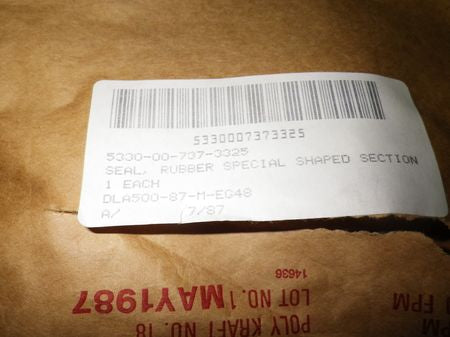 5330007373325
5330-00-737-3325
SEAL, RUBBER SPECIAL SHAPED SECTION
1 EACH
DLA500-87-M-EG48
A/ 7/87
POLY KRAFT NO. 18
LOT NO. 1 MAY1987
14636